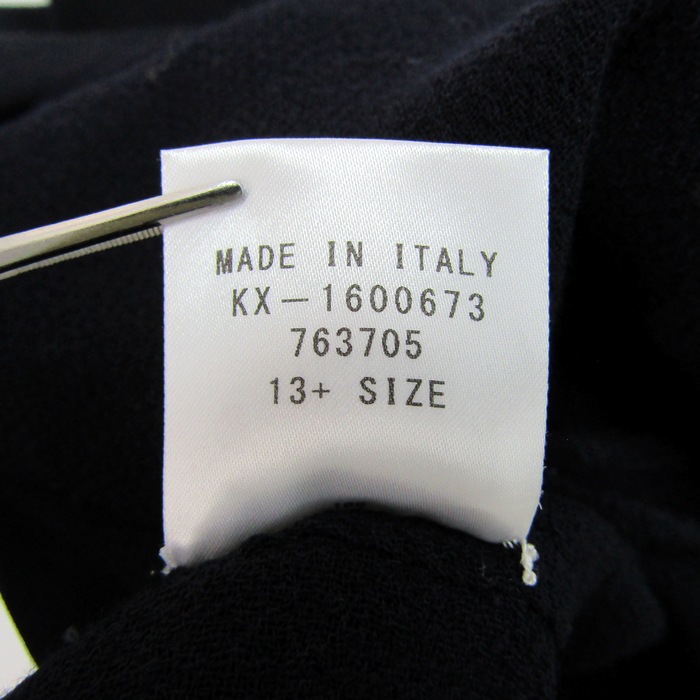 MADE IN ITALY
KX-1600673
763705
13+ SIZE